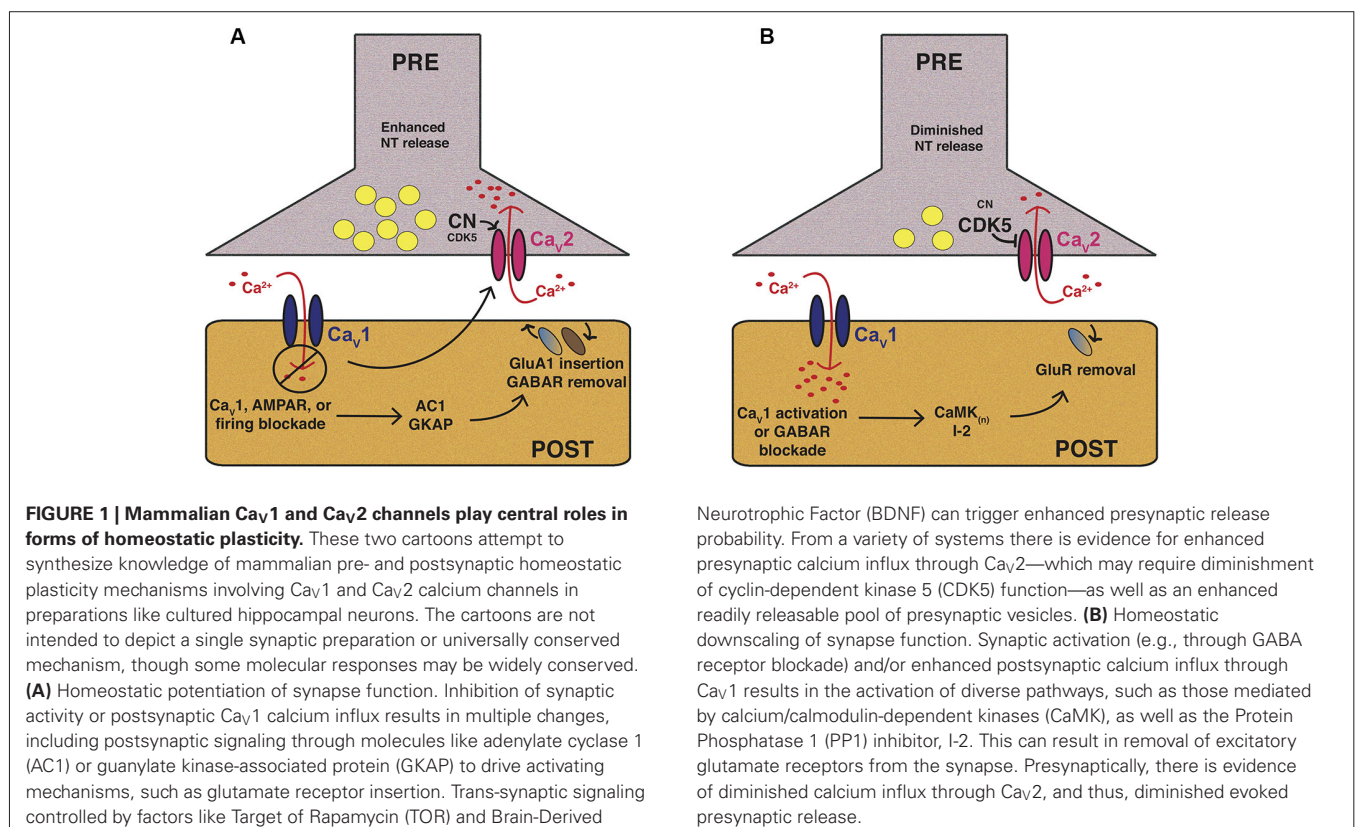 A
PRE
Enhanced
NT release
CN
CDK5
Caᵥ2
Ca²⁺
Ca²⁺
Caᵥ1
GluA1 insertion
GABAR removal
Caᵥ1, AMPAR, or
firing blockade
AC1
GKAP
POST
B
PRE
Diminished
NT release
CN
CDK5
Caᵥ2
Ca²⁺
Ca²⁺
Caᵥ1
GluR removal
Caᵥ1 activation
or GABAR
blockade
CaMK₍ₙ₎
I-2
POST
FIGURE 1 | Mammalian Caᵥ1 and Caᵥ2 channels play central roles in
forms of homeostatic plasticity. These two cartoons attempt to
synthesize knowledge of mammalian pre- and postsynaptic homeostatic
plasticity mechanisms involving Caᵥ1 and Caᵥ2 calcium channels in
preparations like cultured hippocampal neurons. The cartoons are not
intended to depict a single synaptic preparation or universally conserved
mechanism, though some molecular responses may be widely conserved.
(A) Homeostatic potentiation of synapse function. Inhibition of synaptic
activity or postsynaptic Caᵥ1 calcium influx results in multiple changes,
including postsynaptic signaling through molecules like adenylate cyclase 1
(AC1) or guanylate kinase-associated protein (GKAP) to drive activating
mechanisms, such as glutamate receptor insertion. Trans-synaptic signaling
controlled by factors like Target of Rapamycin (TOR) and Brain-Derived
Neurotrophic Factor (BDNF) can trigger enhanced presynaptic release
probability. From a variety of systems there is evidence for enhanced
presynaptic calcium influx through Caᵥ2—which may require diminishment
of cyclin-dependent kinase 5 (CDK5) function—as well as an enhanced
readily releasable pool of presynaptic vesicles. (B) Homeostatic
downscaling of synapse function. Synaptic activation (e.g., through GABA
receptor blockade) and/or enhanced postsynaptic calcium influx through
Caᵥ1 results in the activation of diverse pathways, such as those mediated
by calcium/calmodulin-dependent kinases (CaMK), as well as the Protein
Phosphatase 1 (PP1) inhibitor, I-2. This can result in removal of excitatory
glutamate receptors from the synapse. Presynaptically, there is evidence
of diminished calcium influx through Caᵥ2, and thus, diminished evoked
presynaptic release.